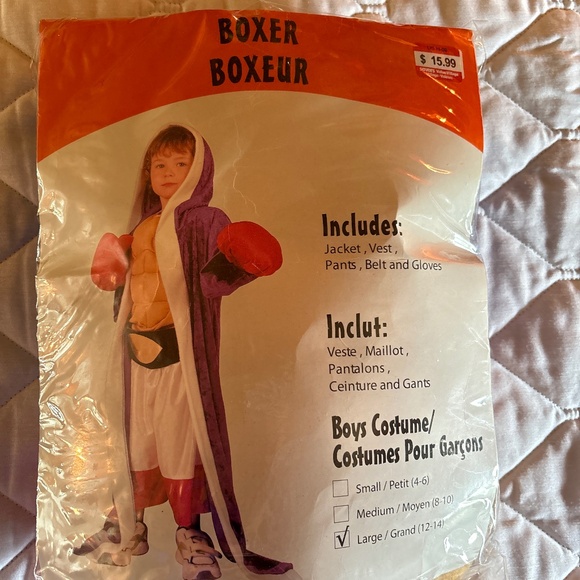 BOXER
BOXEUR
$ 15.99
Includes:
Jacket , Vest ,
Pants , Belt and Gloves
Inclut:
Veste , Maillot ,
Pantalons ,
Ceinture and Gants
Boys Costume/
Costumes Pour Garçons
Small / Petit (4-6)
Medium / Moyen (8-10)
Large / Grand (12-14)